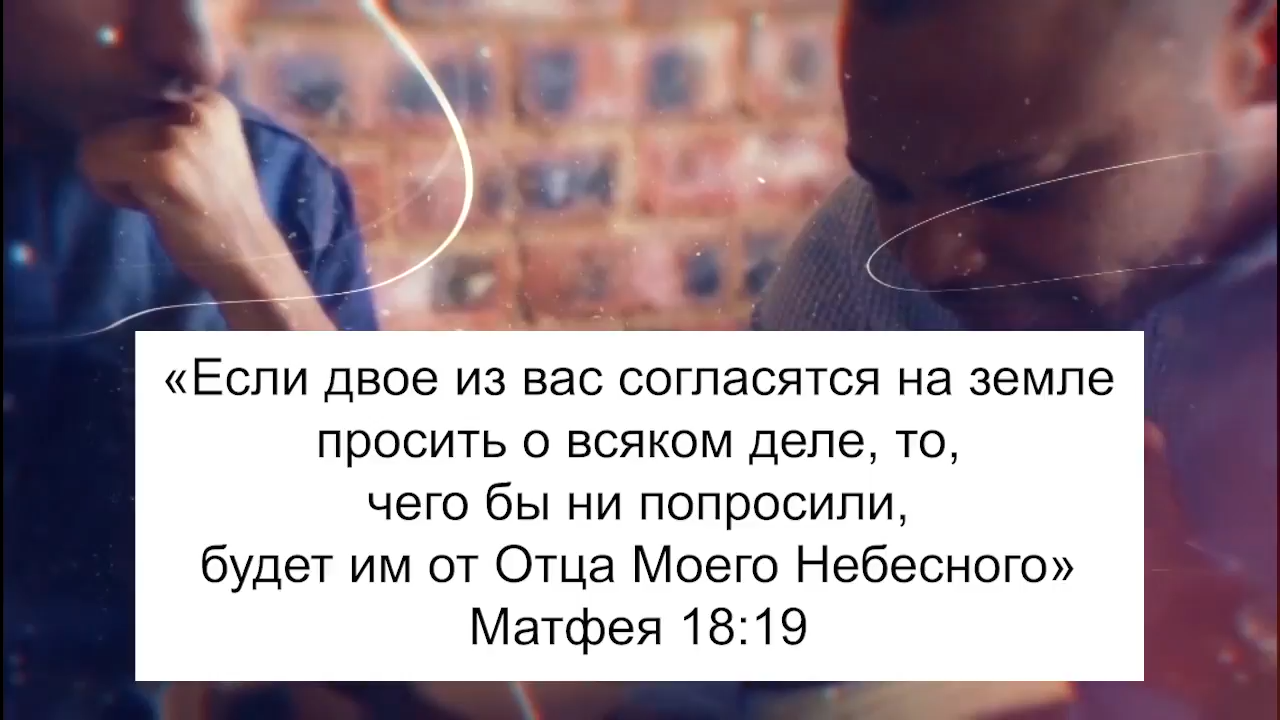 «Если двое из вас согласятся на земле
просить о всяком деле, то,
чего бы ни попросили,
будет им от Отца Моего Небесного»
Матфея 18:19